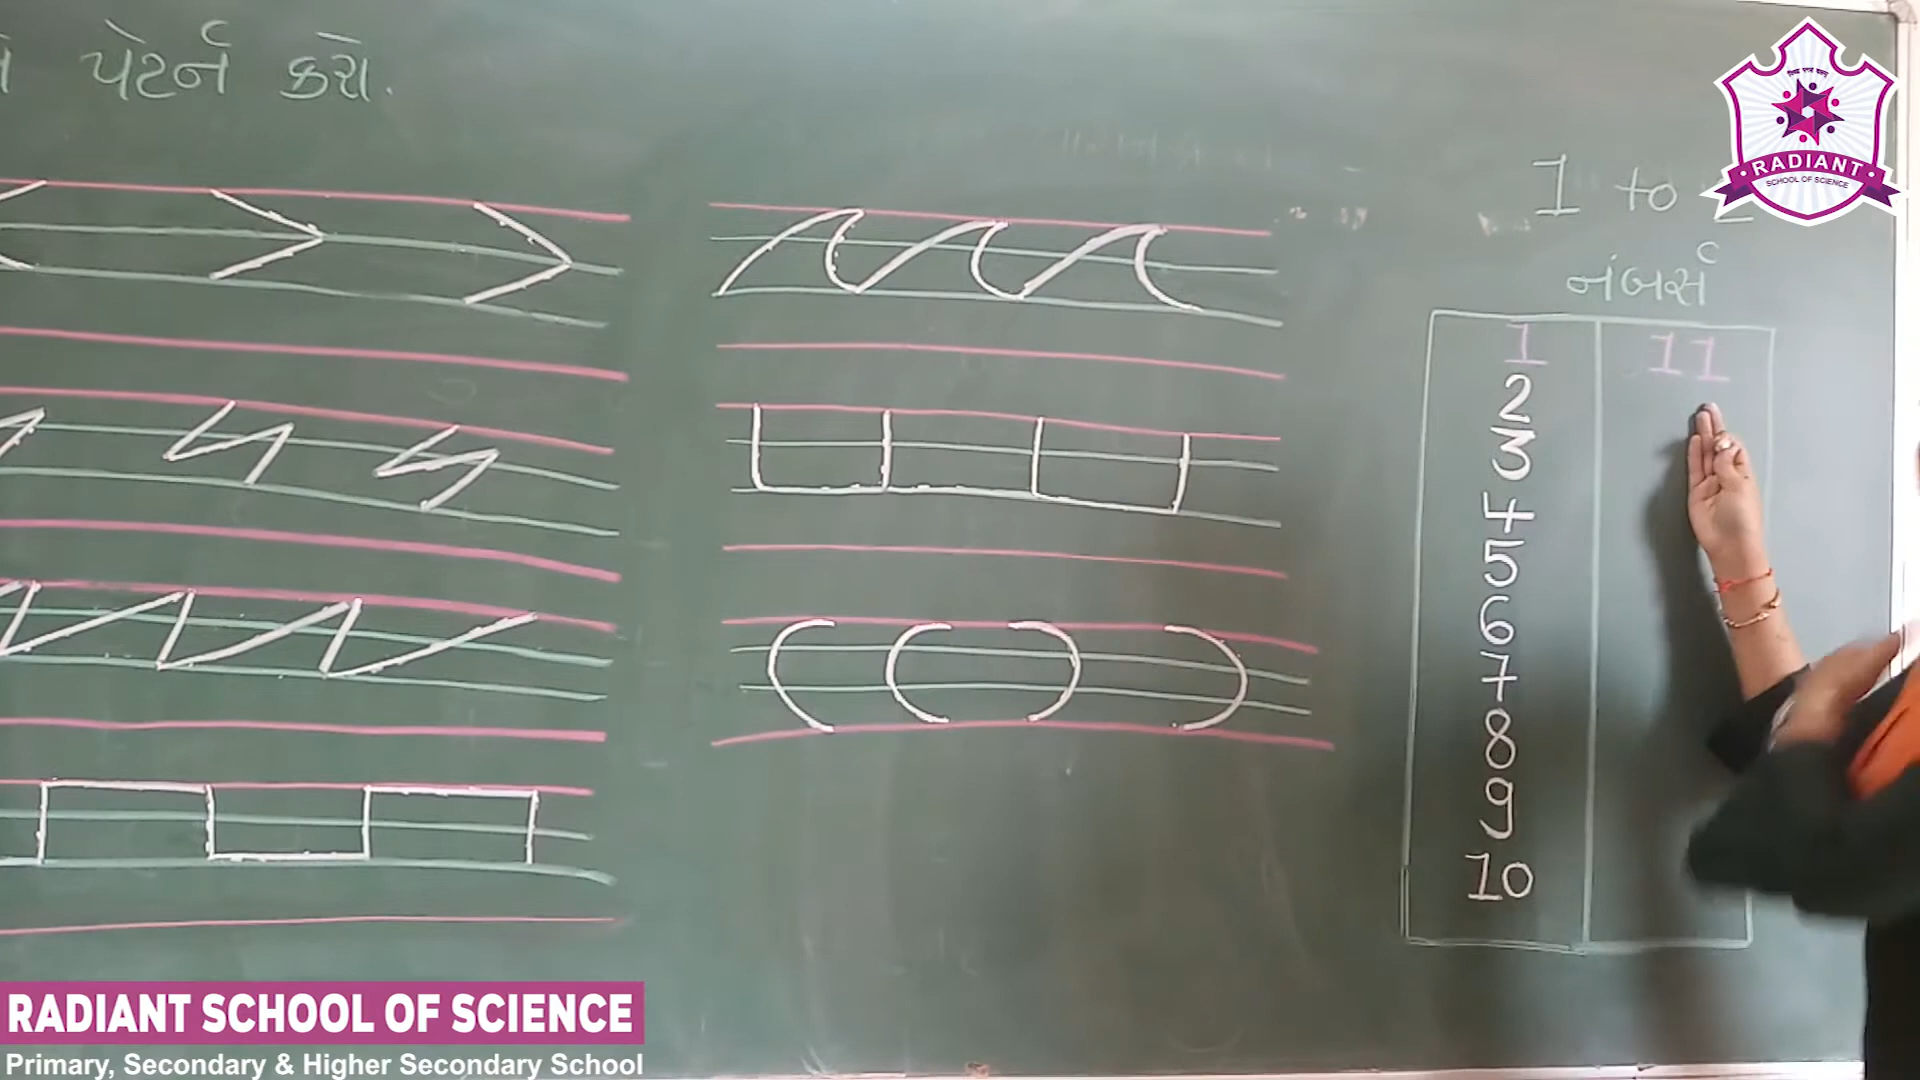 પેટર્ન કરો.
1 to
નંબર્સ
1 11
2
3
4
5
6
7
8
9
10
RADIANT
SCHOOL OF SCIENCE
RADIANT SCHOOL OF SCIENCE
Primary, Secondary & Higher Secondary School